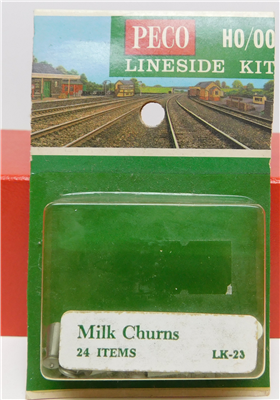 PECO HO/OO
LINESIDE KIT
Milk Churns
24 ITEMS LK-23